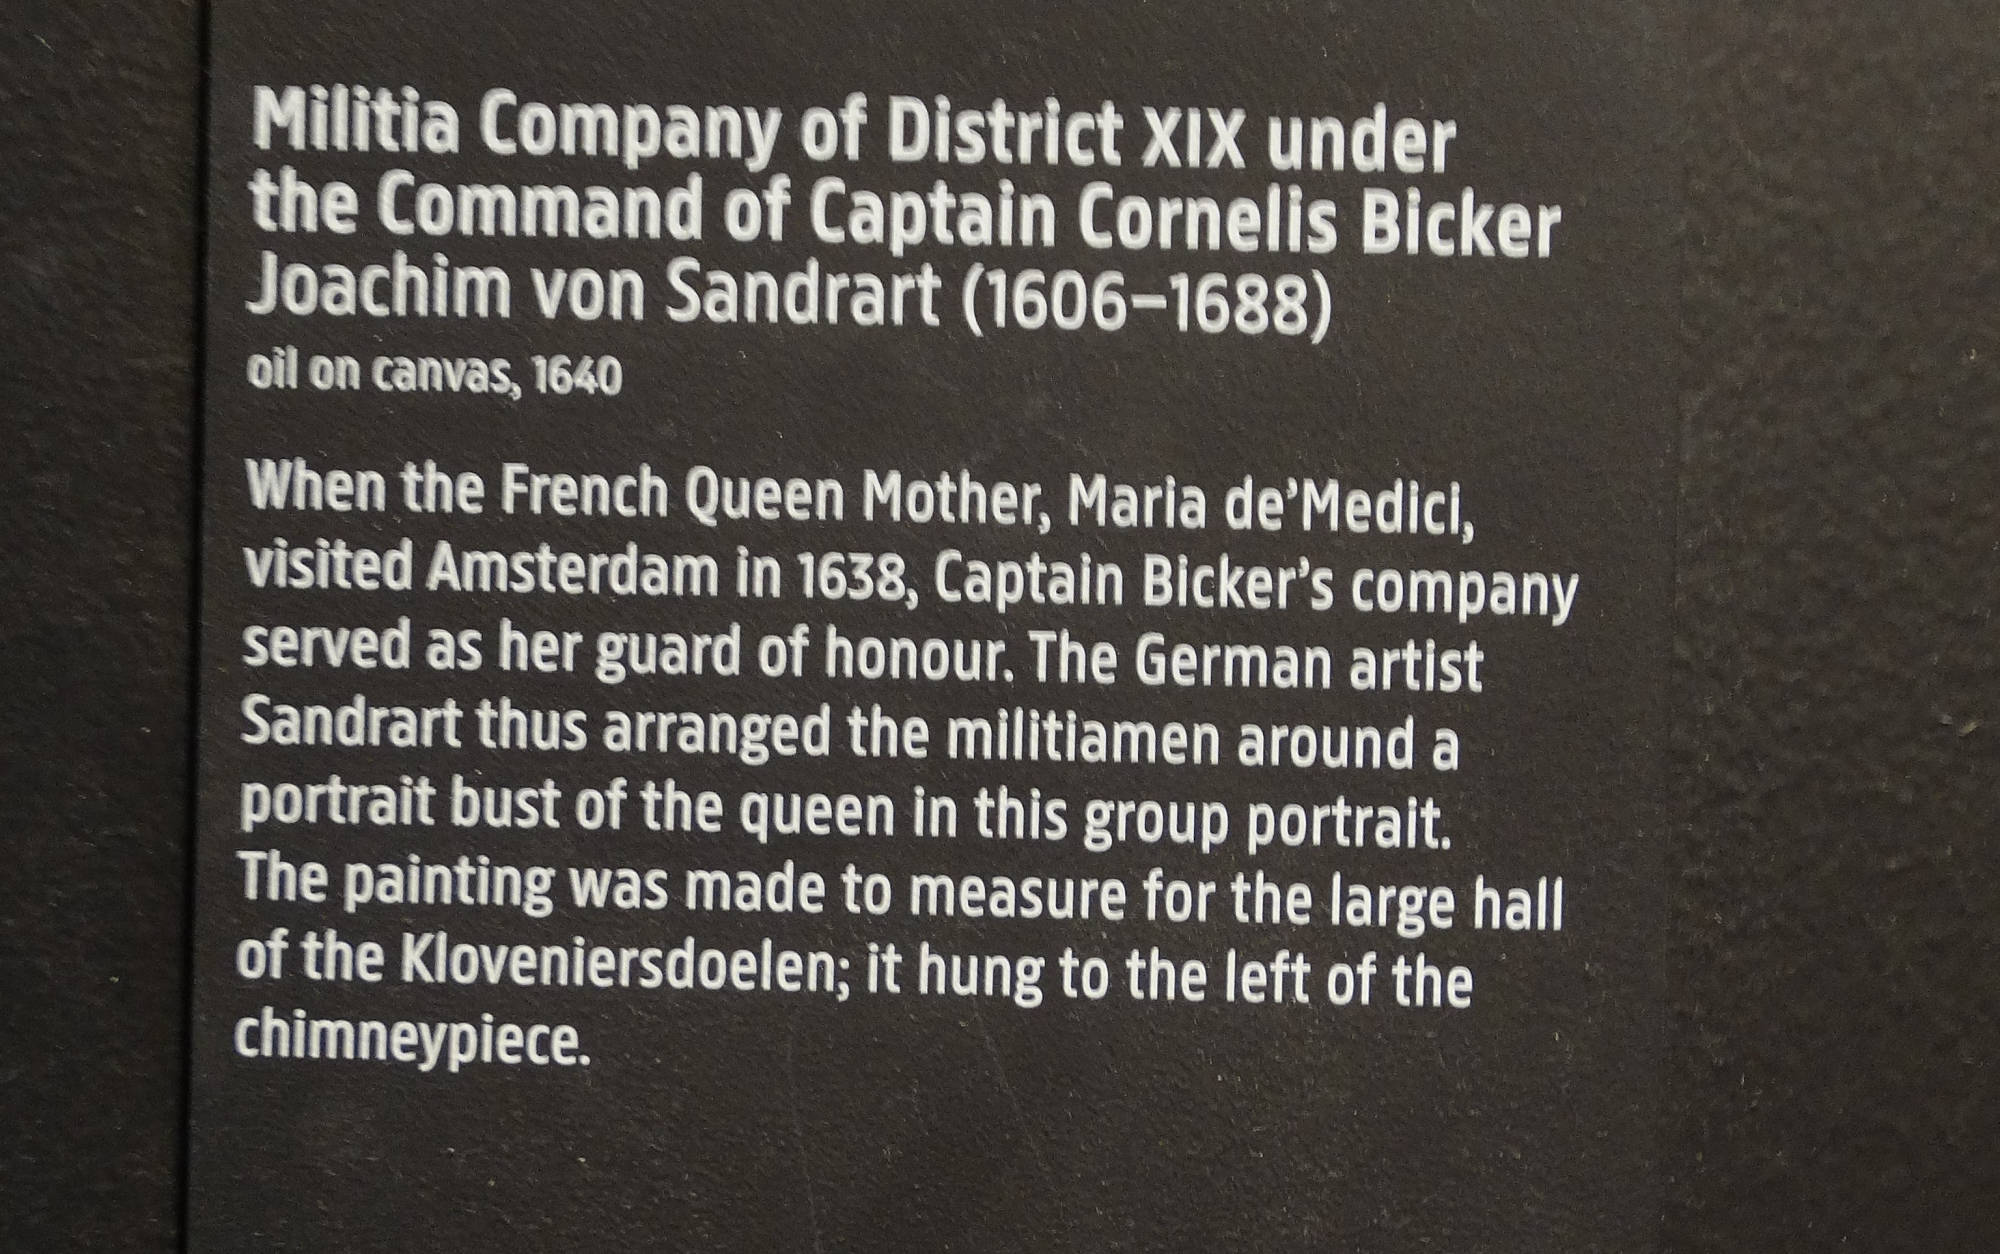 Militia Company of District XIX under
the Command of Captain Cornelis Bicker
Joachim von Sandrart (1606–1688)
oil on canvas, 1640
When the French Queen Mother, Maria de’Medici,
visited Amsterdam in 1638, Captain Bicker’s company
served as her guard of honour. The German artist
Sandrart thus arranged the militiamen around a
portrait bust of the queen in this group portrait.
The painting was made to measure for the large hall
of the Kloveniersdoelen; it hung to the left of the
chimneypiece.